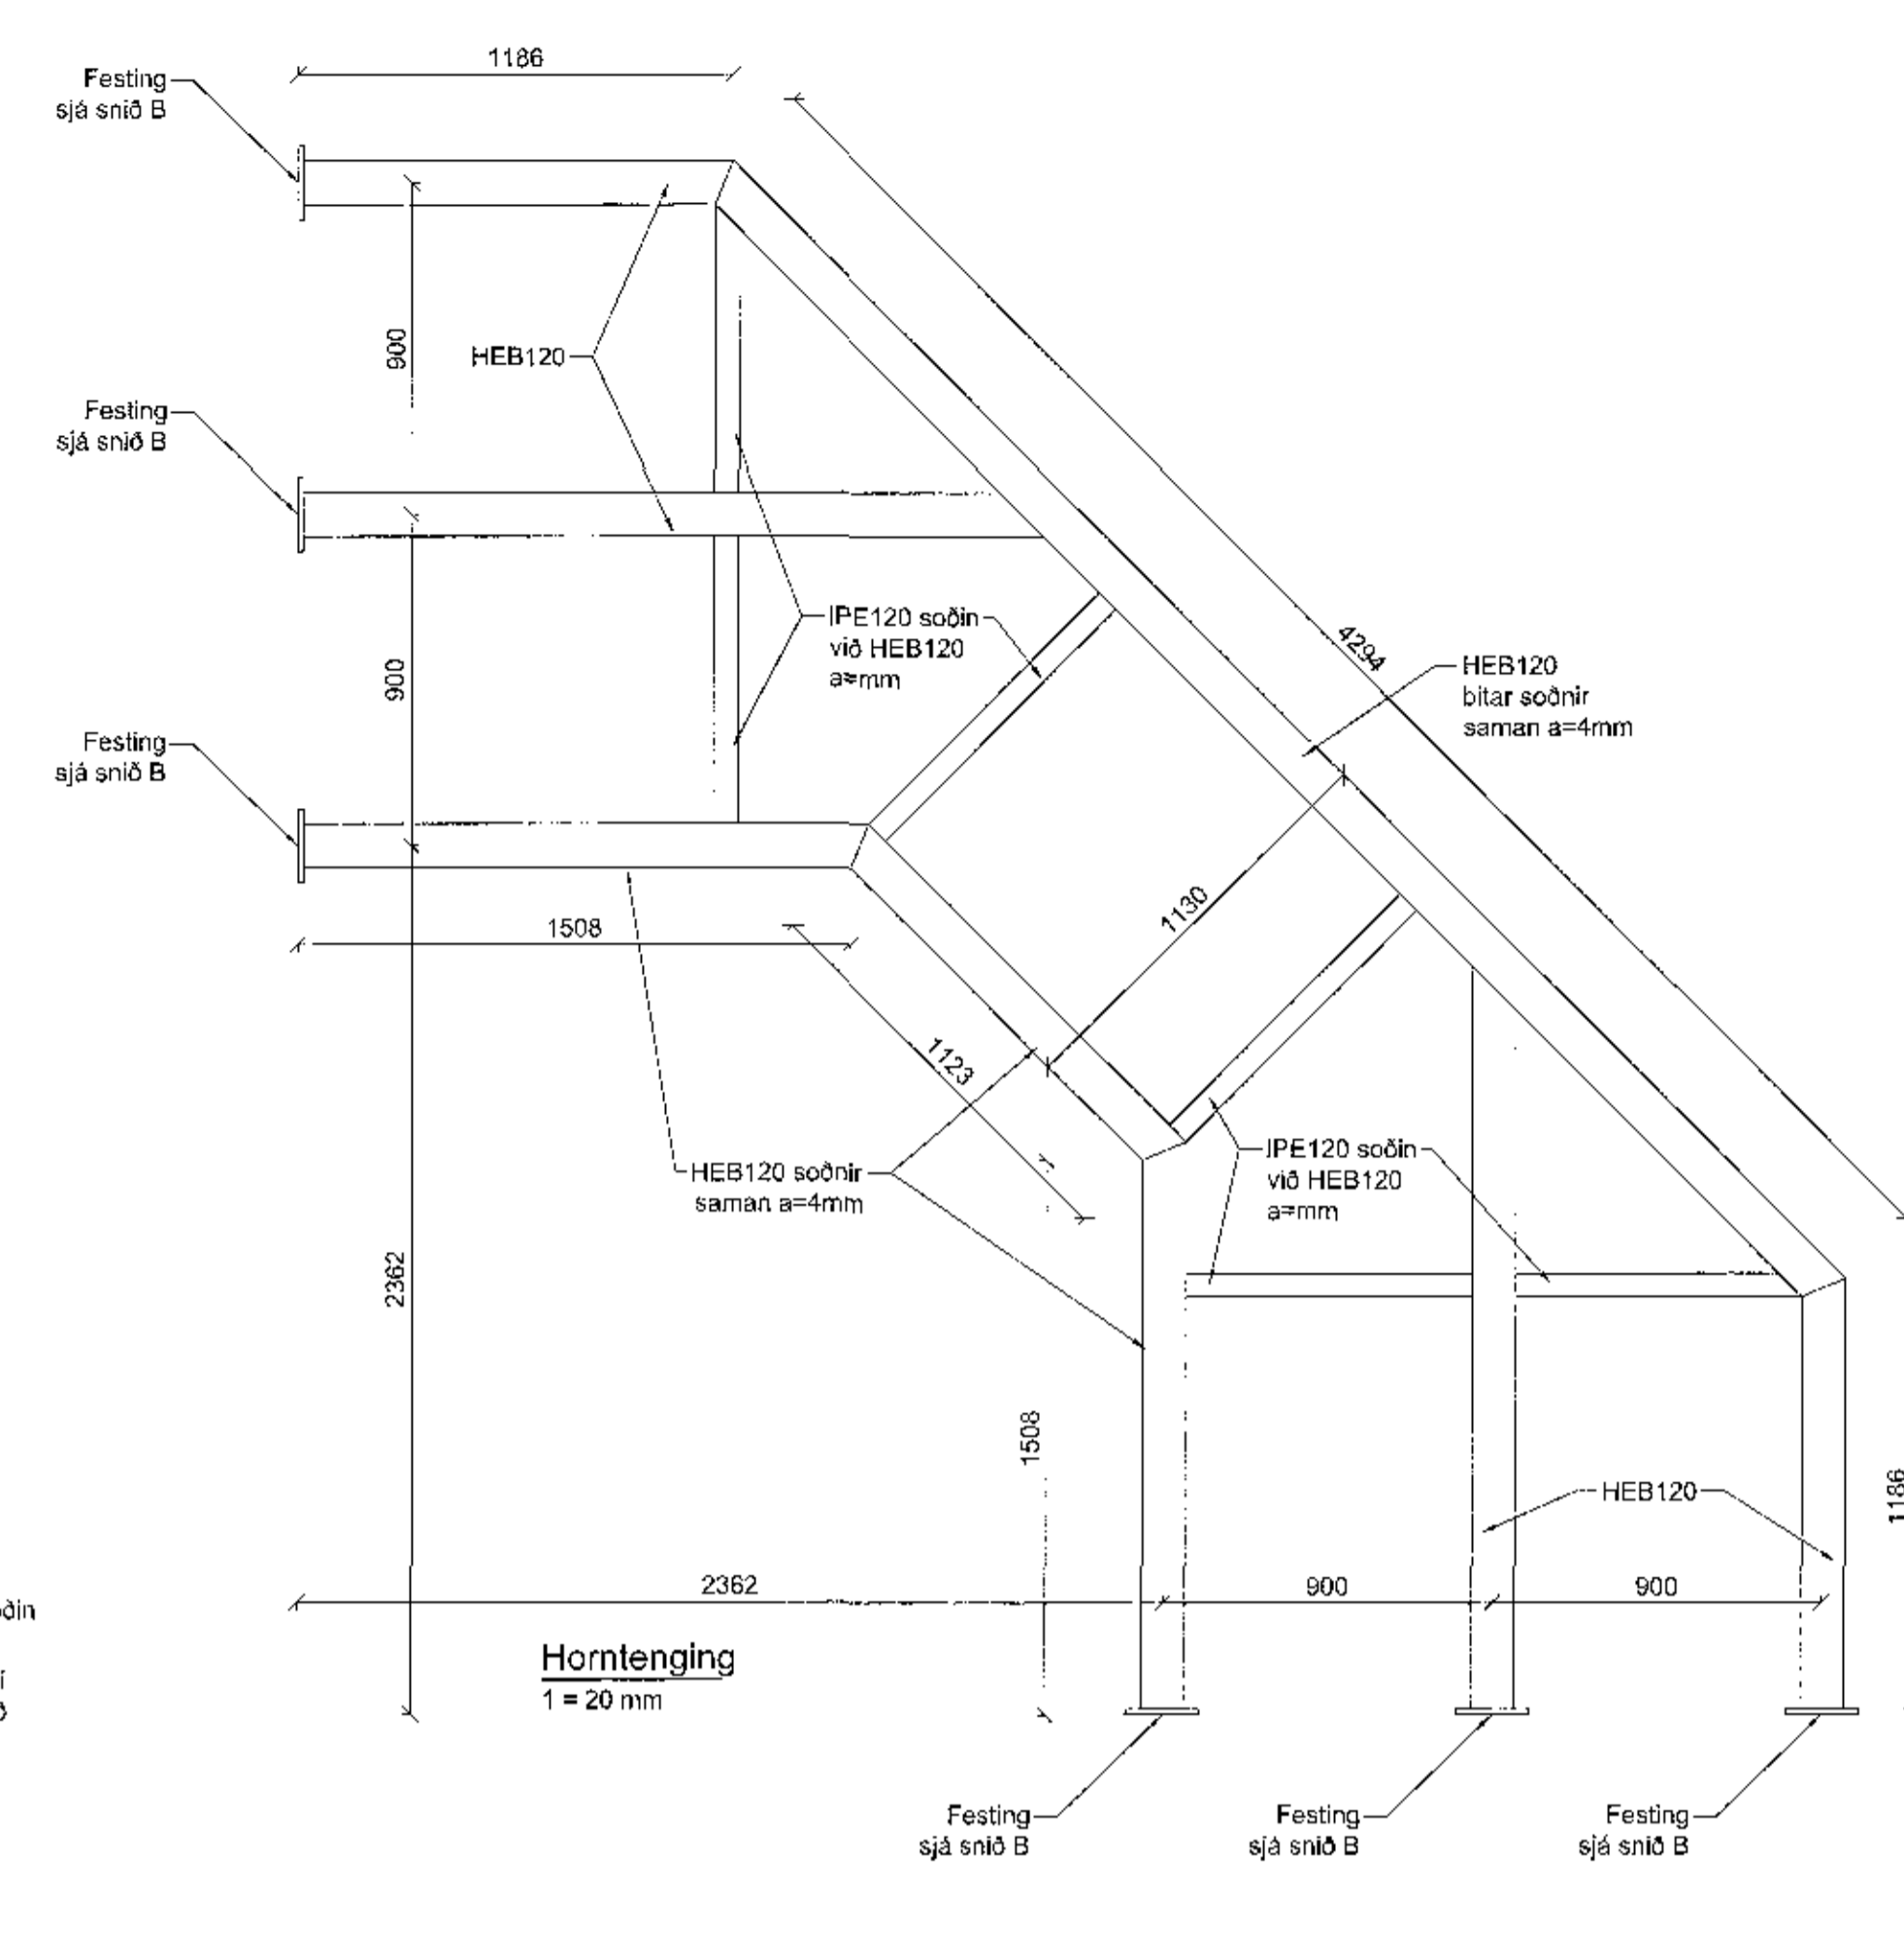 1186
Festing
sjá snið B
900
HEB120
Festing
sjá snið B
IPE120 soðin
við HEB120
a=mm
4294
HEB120
bitar soðnir
saman a=4mm
900
Festing
sjá snið B
1130
1508
1123
HEB120 soðnir
saman a=4mm
IPE120 soðin
við HEB120
a=mm
2362
1508
HEB120
1186
2362
900
900
ðin
Horntenging
1 = 20 mm
í
ð
Festing
sjá snið B
Festing
sjá snið B
Festing
sjá snið B